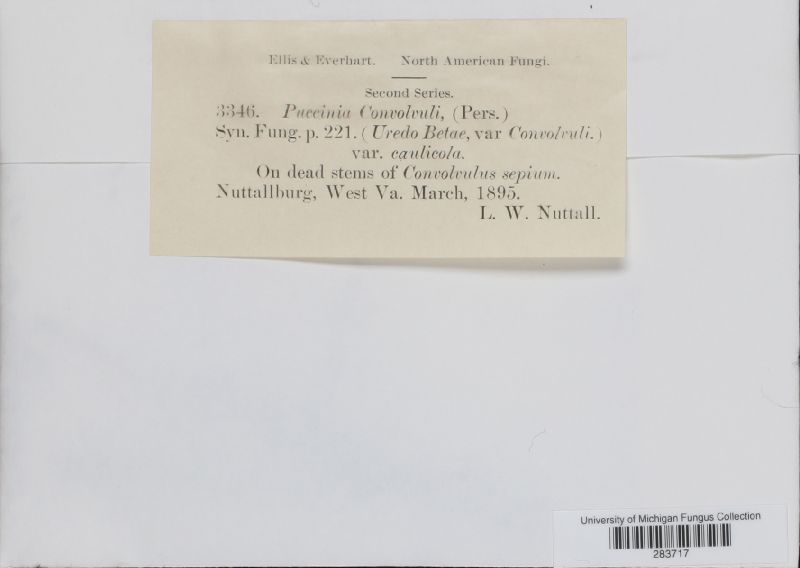 Ellis & Everhart. North American Fungi.
Second Series.
3346. Puccinia Convolvuli, (Pers.)
Syn. Fung. p. 221. (Uredo Betae, var Convolvuli.)
var. caulicola.
On dead stems of Convolvulus sepium.
Nuttallburg, West Va. March, 1895.
L. W. Nuttall.
University of Michigan Fungus Collection
283717